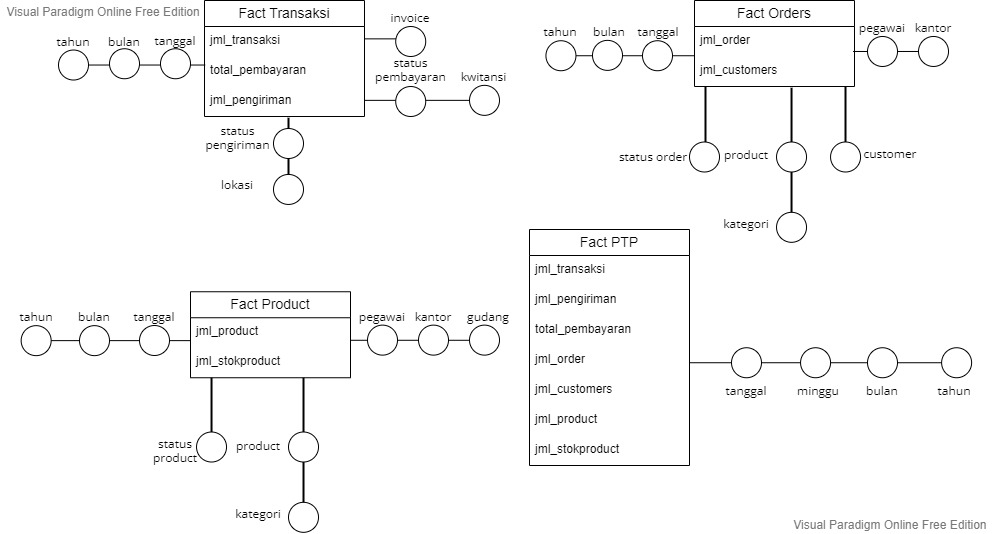 Visual Paradigm Online Free Edition
Fact Transaksi
jml_transaksi
total_pembayaran
jml_pengiriman
tahun
bulan
tanggal
invoice
status
pembayaran
kwitansi
status
pengiriman
lokasi
Fact Orders
jml_order
jml_customers
tahun
bulan
tanggal
pegawai
kantor
status order
product
customer
kategori
Fact Product
jml_product
jml_stokproduct
tahun
bulan
tanggal
pegawai
kantor
gudang
status
product
product
kategori
Fact PTP
jml_transaksi
jml_pengiriman
total_pembayaran
jml_order
jml_customers
jml_product
jml_stokproduct
tanggal
minggu
bulan
tahun
Visual Paradigm Online Free Edition